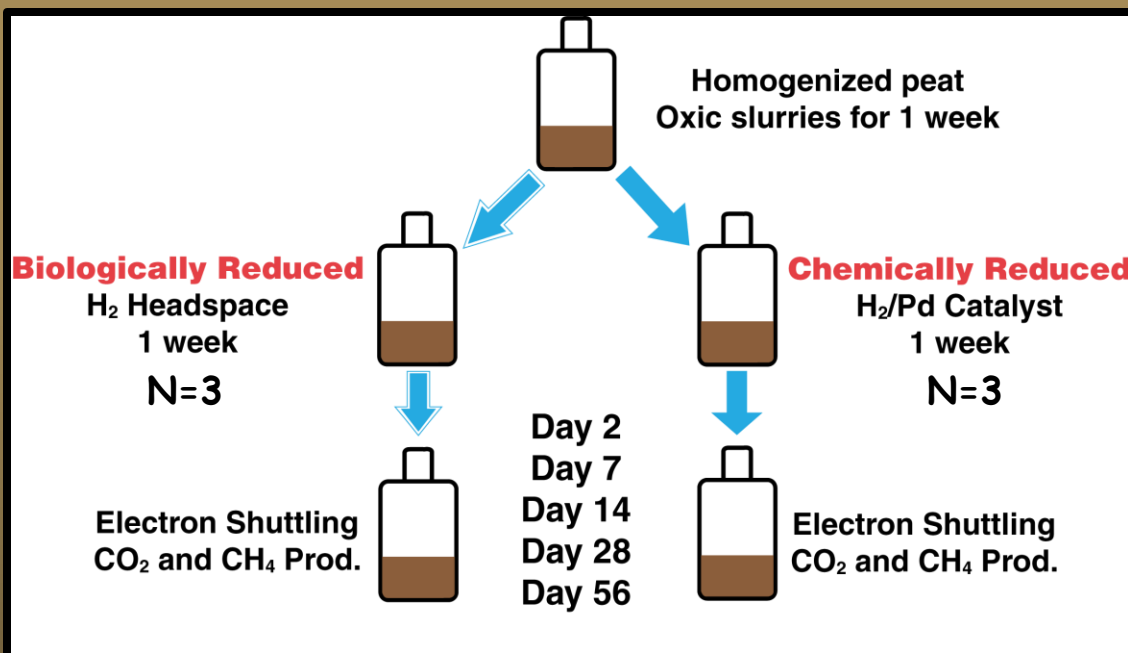 Homogenized peat
Oxic slurries for 1 week
Biologically Reduced
H₂ Headspace
1 week
N=3
Chemically Reduced
H₂/Pd Catalyst
1 week
N=3
Day 2
Day 7
Day 14
Day 28
Day 56
Electron Shuttling
CO₂ and CH₄ Prod.
Electron Shuttling
CO₂ and CH₄ Prod.